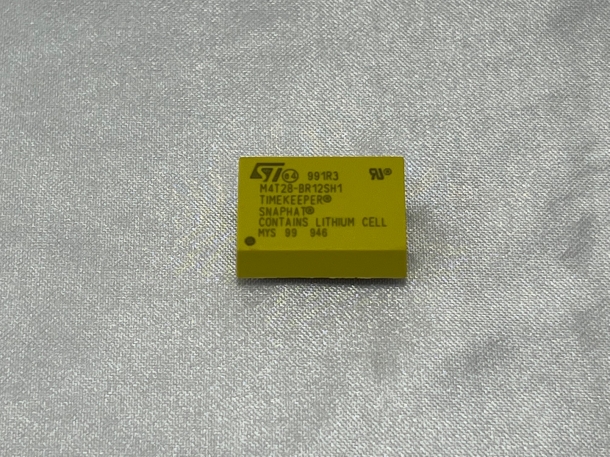 ST e4 991R3
M4T28-BR12SH1
TIMEKEEPER®
SNAPHAT®
CONTAINS LITHIUM CELL
MYS 99 946